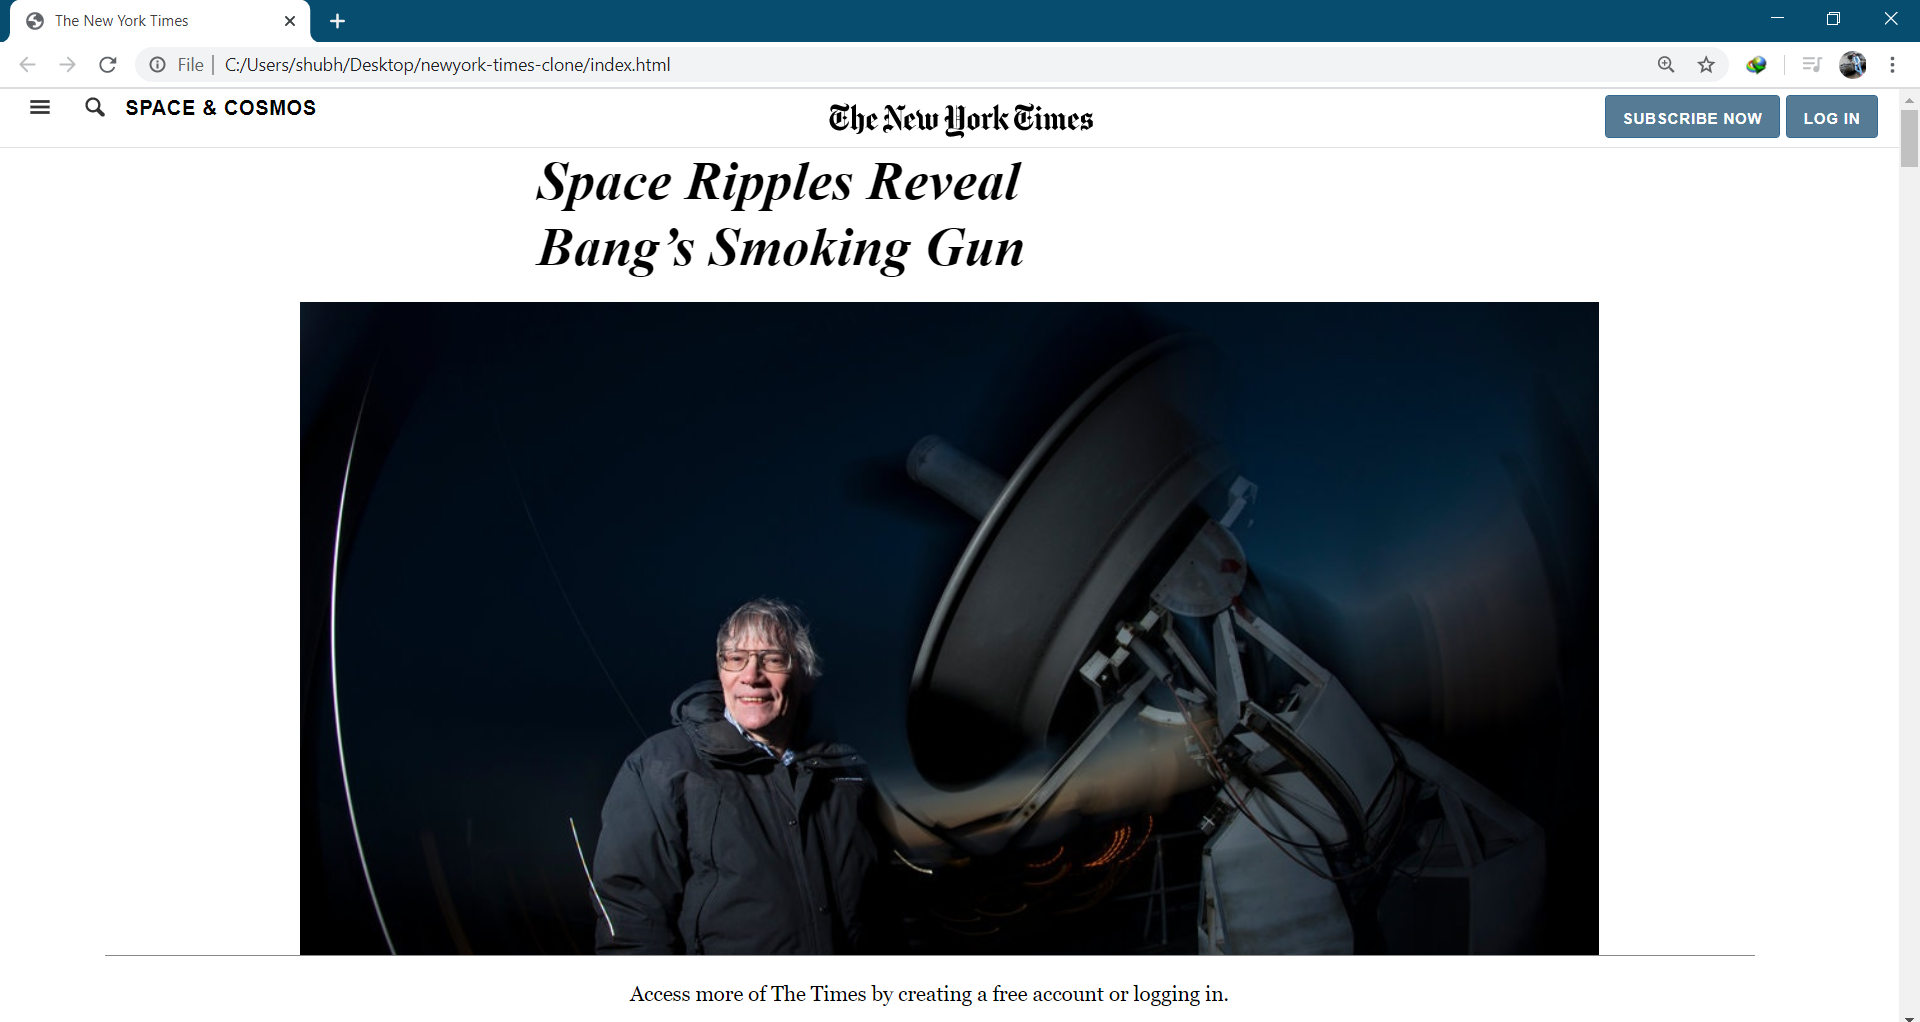 The New York Times
File | C:/Users/shubh/Desktop/newyork-times-clone/index.html
SPACE & COSMOS
The New York Times
SUBSCRIBE NOW
LOG IN
Space Ripples Reveal
Bang’s Smoking Gun
Access more of The Times by creating a free account or logging in.